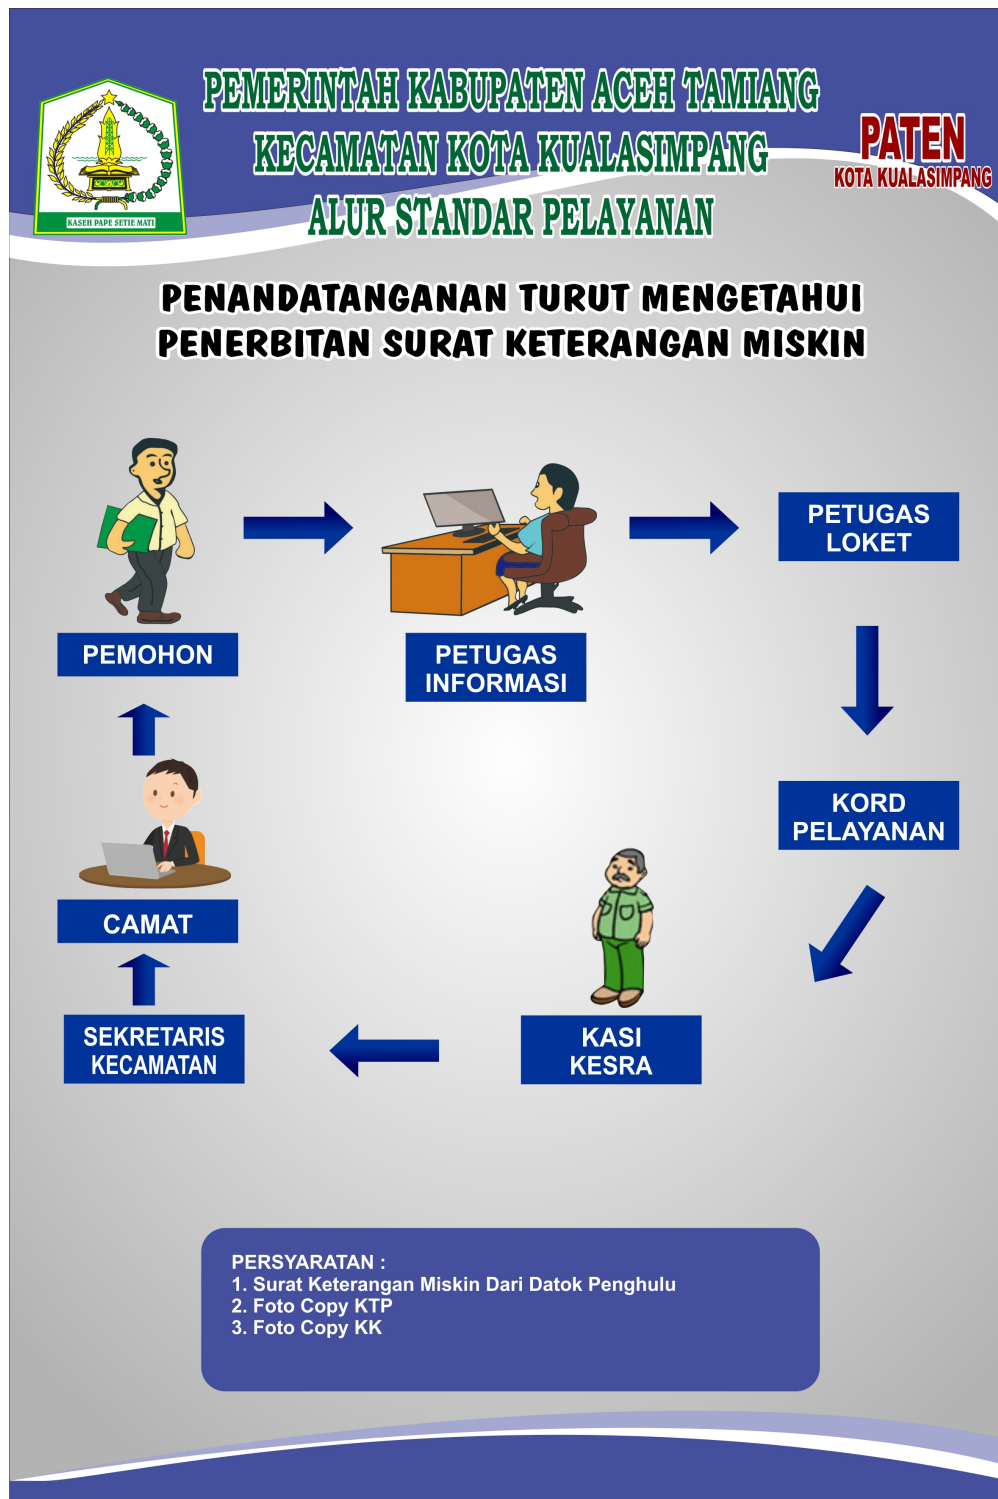 PEMERINTAH KABUPATEN ACEH TAMIANG
KECAMATAN KOTA KUALASIMPANG
ALUR STANDAR PELAYANAN
KASEH PAPE SETIE MATI
PATEN
KOTA KUALASIMPANG
PENANDATANGANAN TURUT MENGETAHUI
PENERBITAN SURAT KETERANGAN MISKIN
PEMOHON
PETUGAS
INFORMASI
PETUGAS
LOKET
KORD
PELAYANAN
KASI
KESRA
SEKRETARIS
KECAMATAN
CAMAT
PERSYARATAN :
1. Surat Keterangan Miskin Dari Datok Penghulu
2. Foto Copy KTP
3. Foto Copy KK